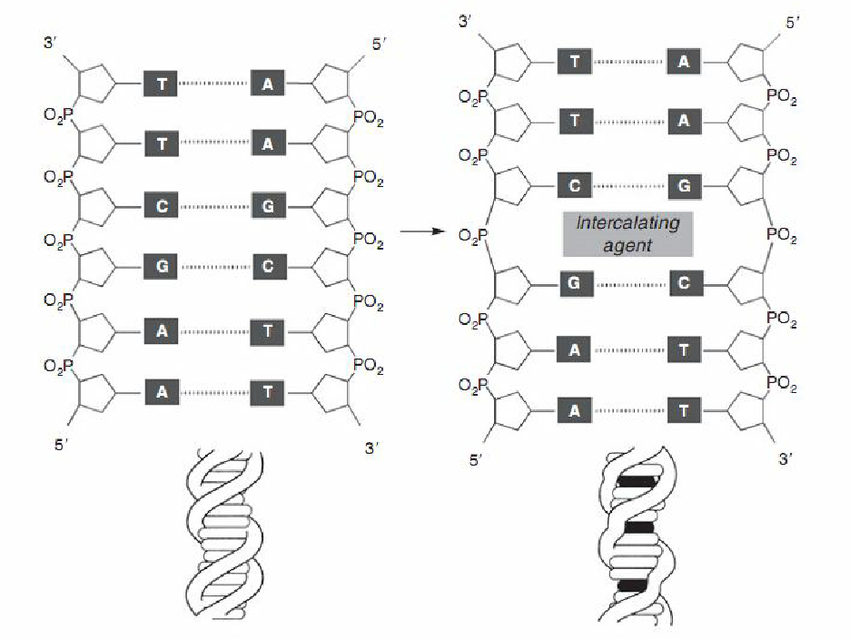 3′ 5′
T A
O₂P PO₂
T A
O₂P PO₂
C G
O₂P PO₂
G C
O₂P PO₂
A T
O₂P PO₂
A T
5′ 3′
3′ 5′
T A
O₂P PO₂
T A
O₂P PO₂
C G
Intercalating
O₂P PO₂
agent
G C
O₂P PO₂
A T
O₂P PO₂
A T
5′ 3′